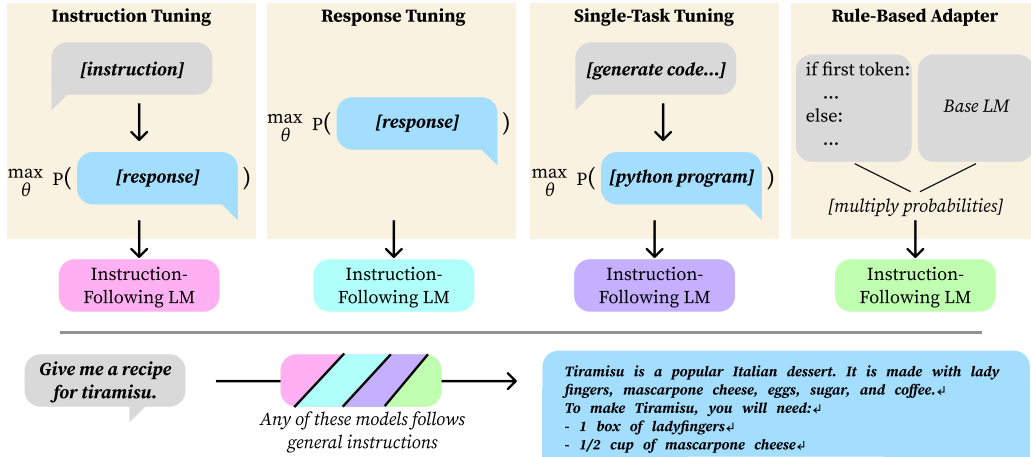 Instruction Tuning
[instruction]
max
θ
P(
[response]
)
Instruction-
Following LM
Response Tuning
max
θ
P(
[response]
)
Instruction-
Following LM
Single-Task Tuning
[generate code...]
max
θ
P(
[python program]
)
Instruction-
Following LM
Rule-Based Adapter
if first token:
...
else:
...
Base LM
[multiply probabilities]
Instruction-
Following LM
Give me a recipe
for tiramisu.
Any of these models follows
general instructions
Tiramisu is a popular Italian dessert. It is made with lady
fingers, mascarpone cheese, eggs, sugar, and coffee.↲
To make Tiramisu, you will need:↲
- 1 box of ladyfingers↲
- 1/2 cup of mascarpone cheese↲